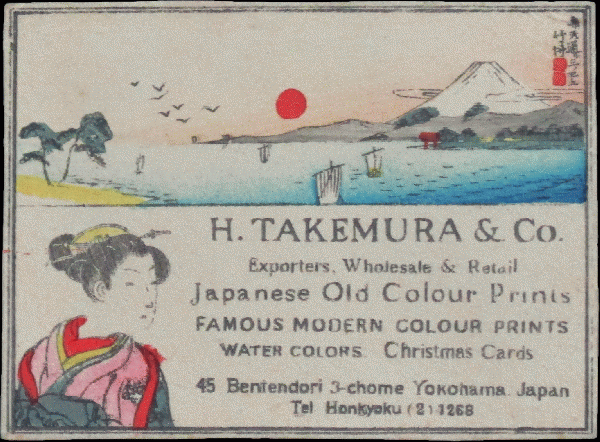 H. TAKEMURA & Co.
Exporters, Wholesale & Retail
Japanese Old Colour Prints
FAMOUS MODERN COLOUR PRINTS
WATER COLORS. Christmas Cards
45 Bentendori 3-chome Yokohama. Japan
Tel Honkyoku (2) 1268